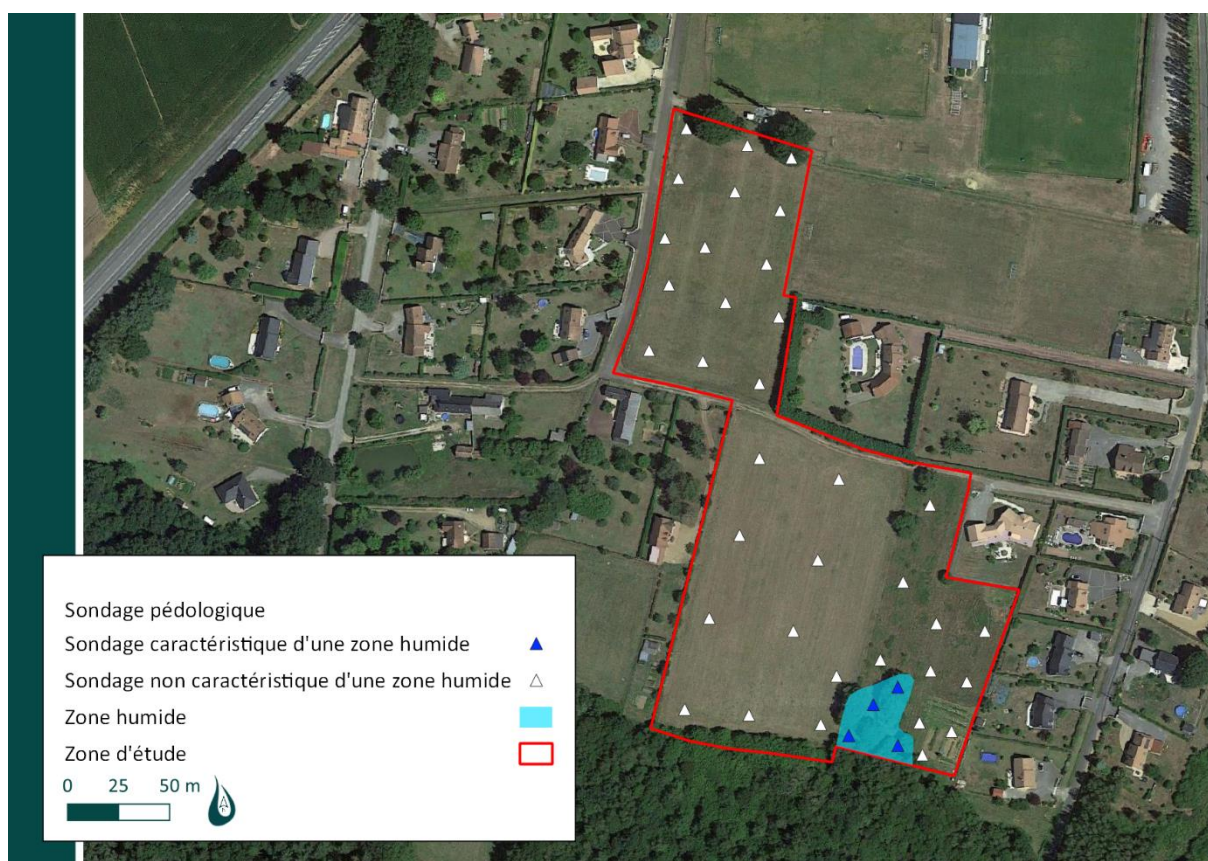 Sondage pédologique
Sondage caractéristique d'une zone humide
Sondage non caractéristique d'une zone humide
Zone humide
Zone d'étude
0 25 50 m